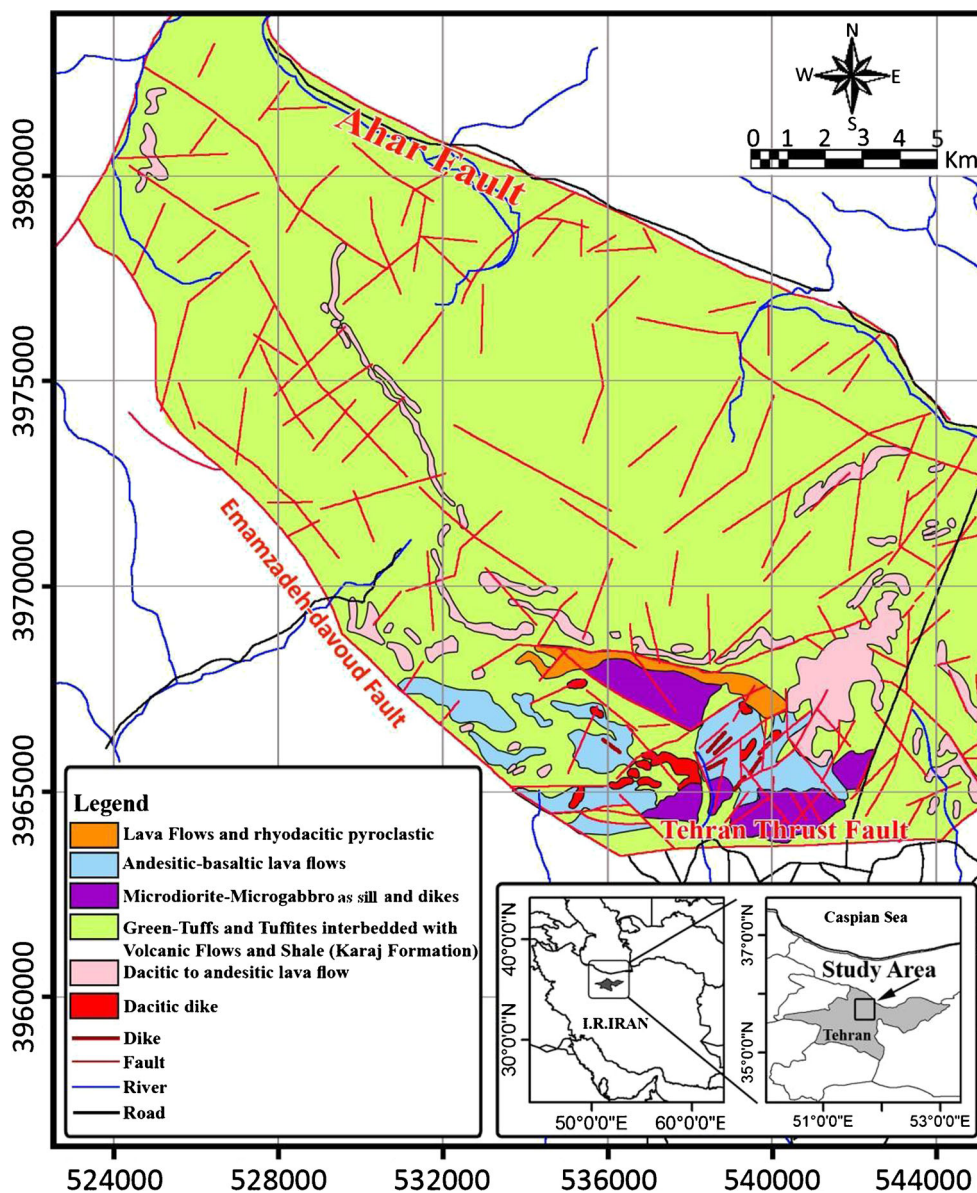 N
W E
S
0 1 2 3 4 5
Km
Ahar Fault
Emamzadeh-davoud Fault
Tehran Thrust Fault
3980000
3975000
3970000
3965000
3960000
Legend
Lava Flows and rhyodacitic pyroclastic
Andesitic-basaltic lava flows
Microdiorite-Microgabbro as sill and dikes
Green-Tuffs and Tuffites interbedded with
Volcanic Flows and Shale (Karaj Formation)
Dacitic to andesitic lava flow
Dacitic dike
Dike
Fault
River
Road
40°0'0"N
30°0'0"N
I.R.IRAN
50°0'0"E 60°0'0"E
Caspian Sea
37°0'0"N
Study Area
Tehran
35°0'0"N
51°0'0"E 53°0'0"E
524000 528000 532000 536000 540000 544000